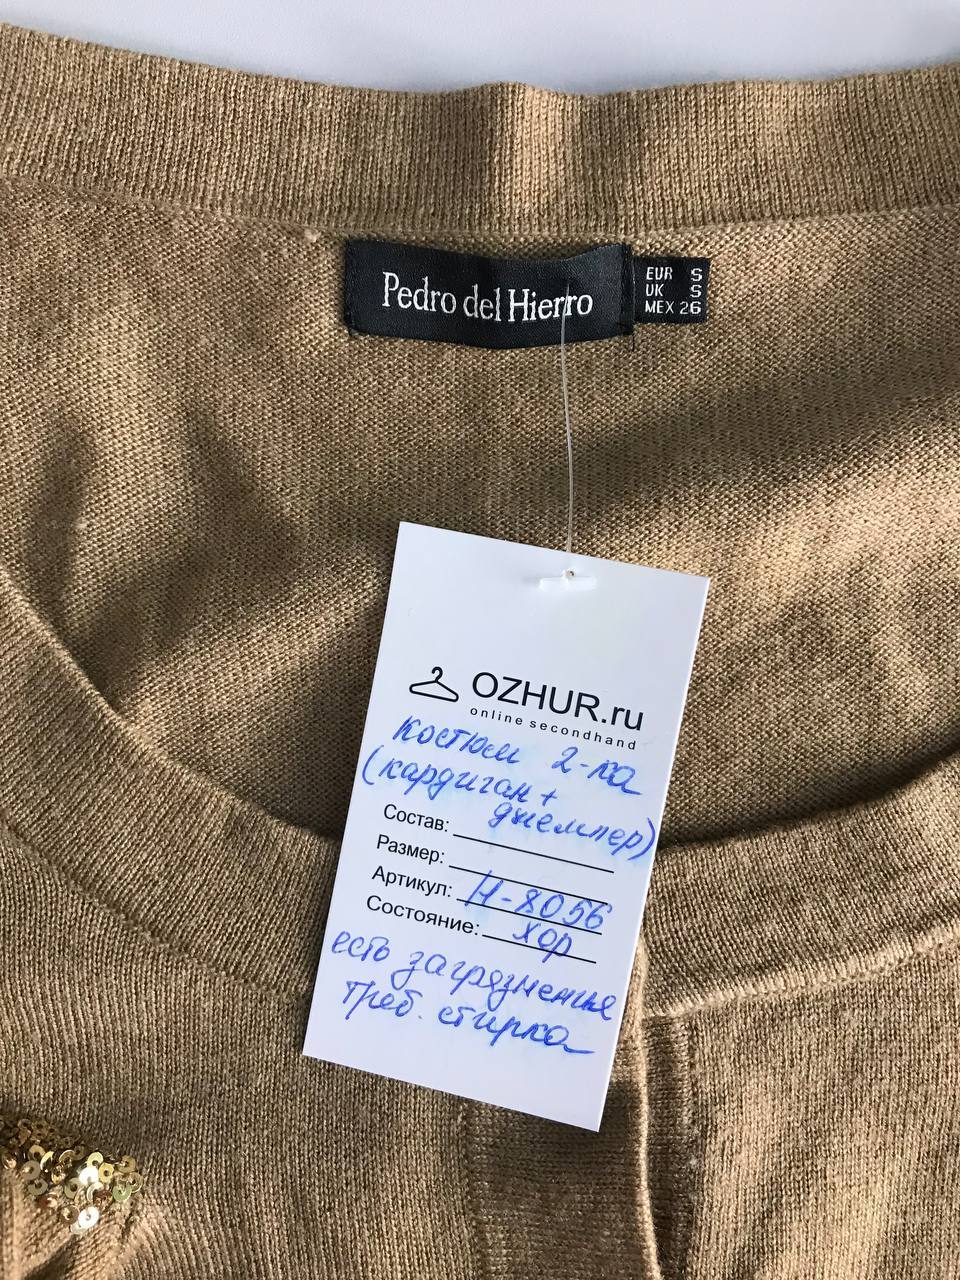 Pedro del Hierro
EUR S
UK S
MEX 26
OZHUR.ru
online secondhand
костюм 2-ка
(кардиган +
джемпер)
Состав:
Размер:
Артикул: Н-8056
Состояние: хор
есть загрязнения
треб. стирка